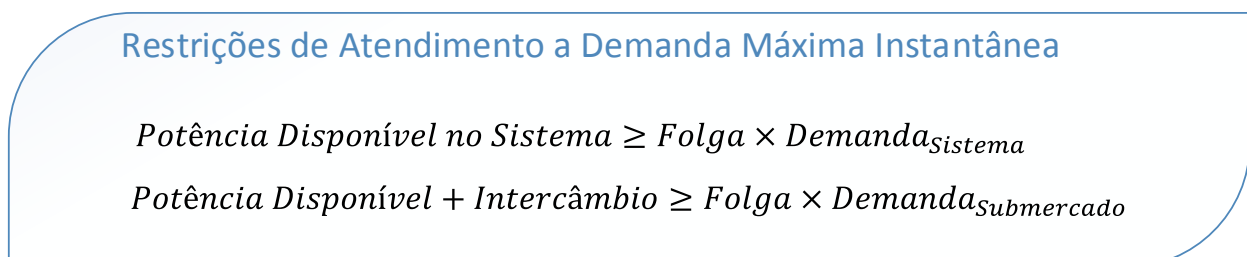 Restrições de Atendimento a Demanda Máxima Instantânea
Potência Disponível no Sistema ≥ Folga × Demanda_Sistema
Potência Disponível + Intercâmbio ≥ Folga × Demanda_Submercado